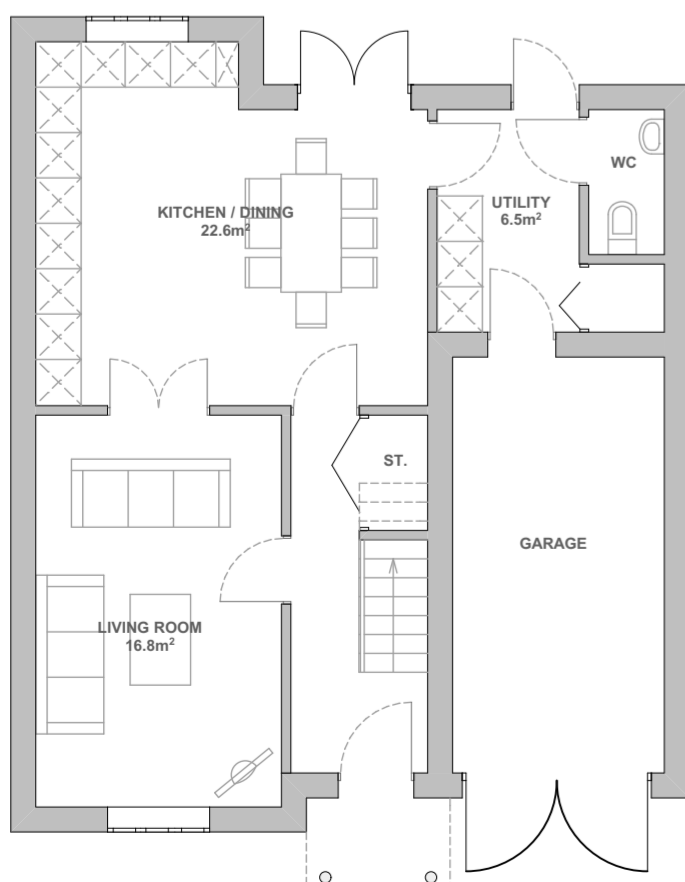 WC
KITCHEN / DINING
22.6m²
UTILITY
6.5m²
ST.
GARAGE
LIVING ROOM
16.8m²